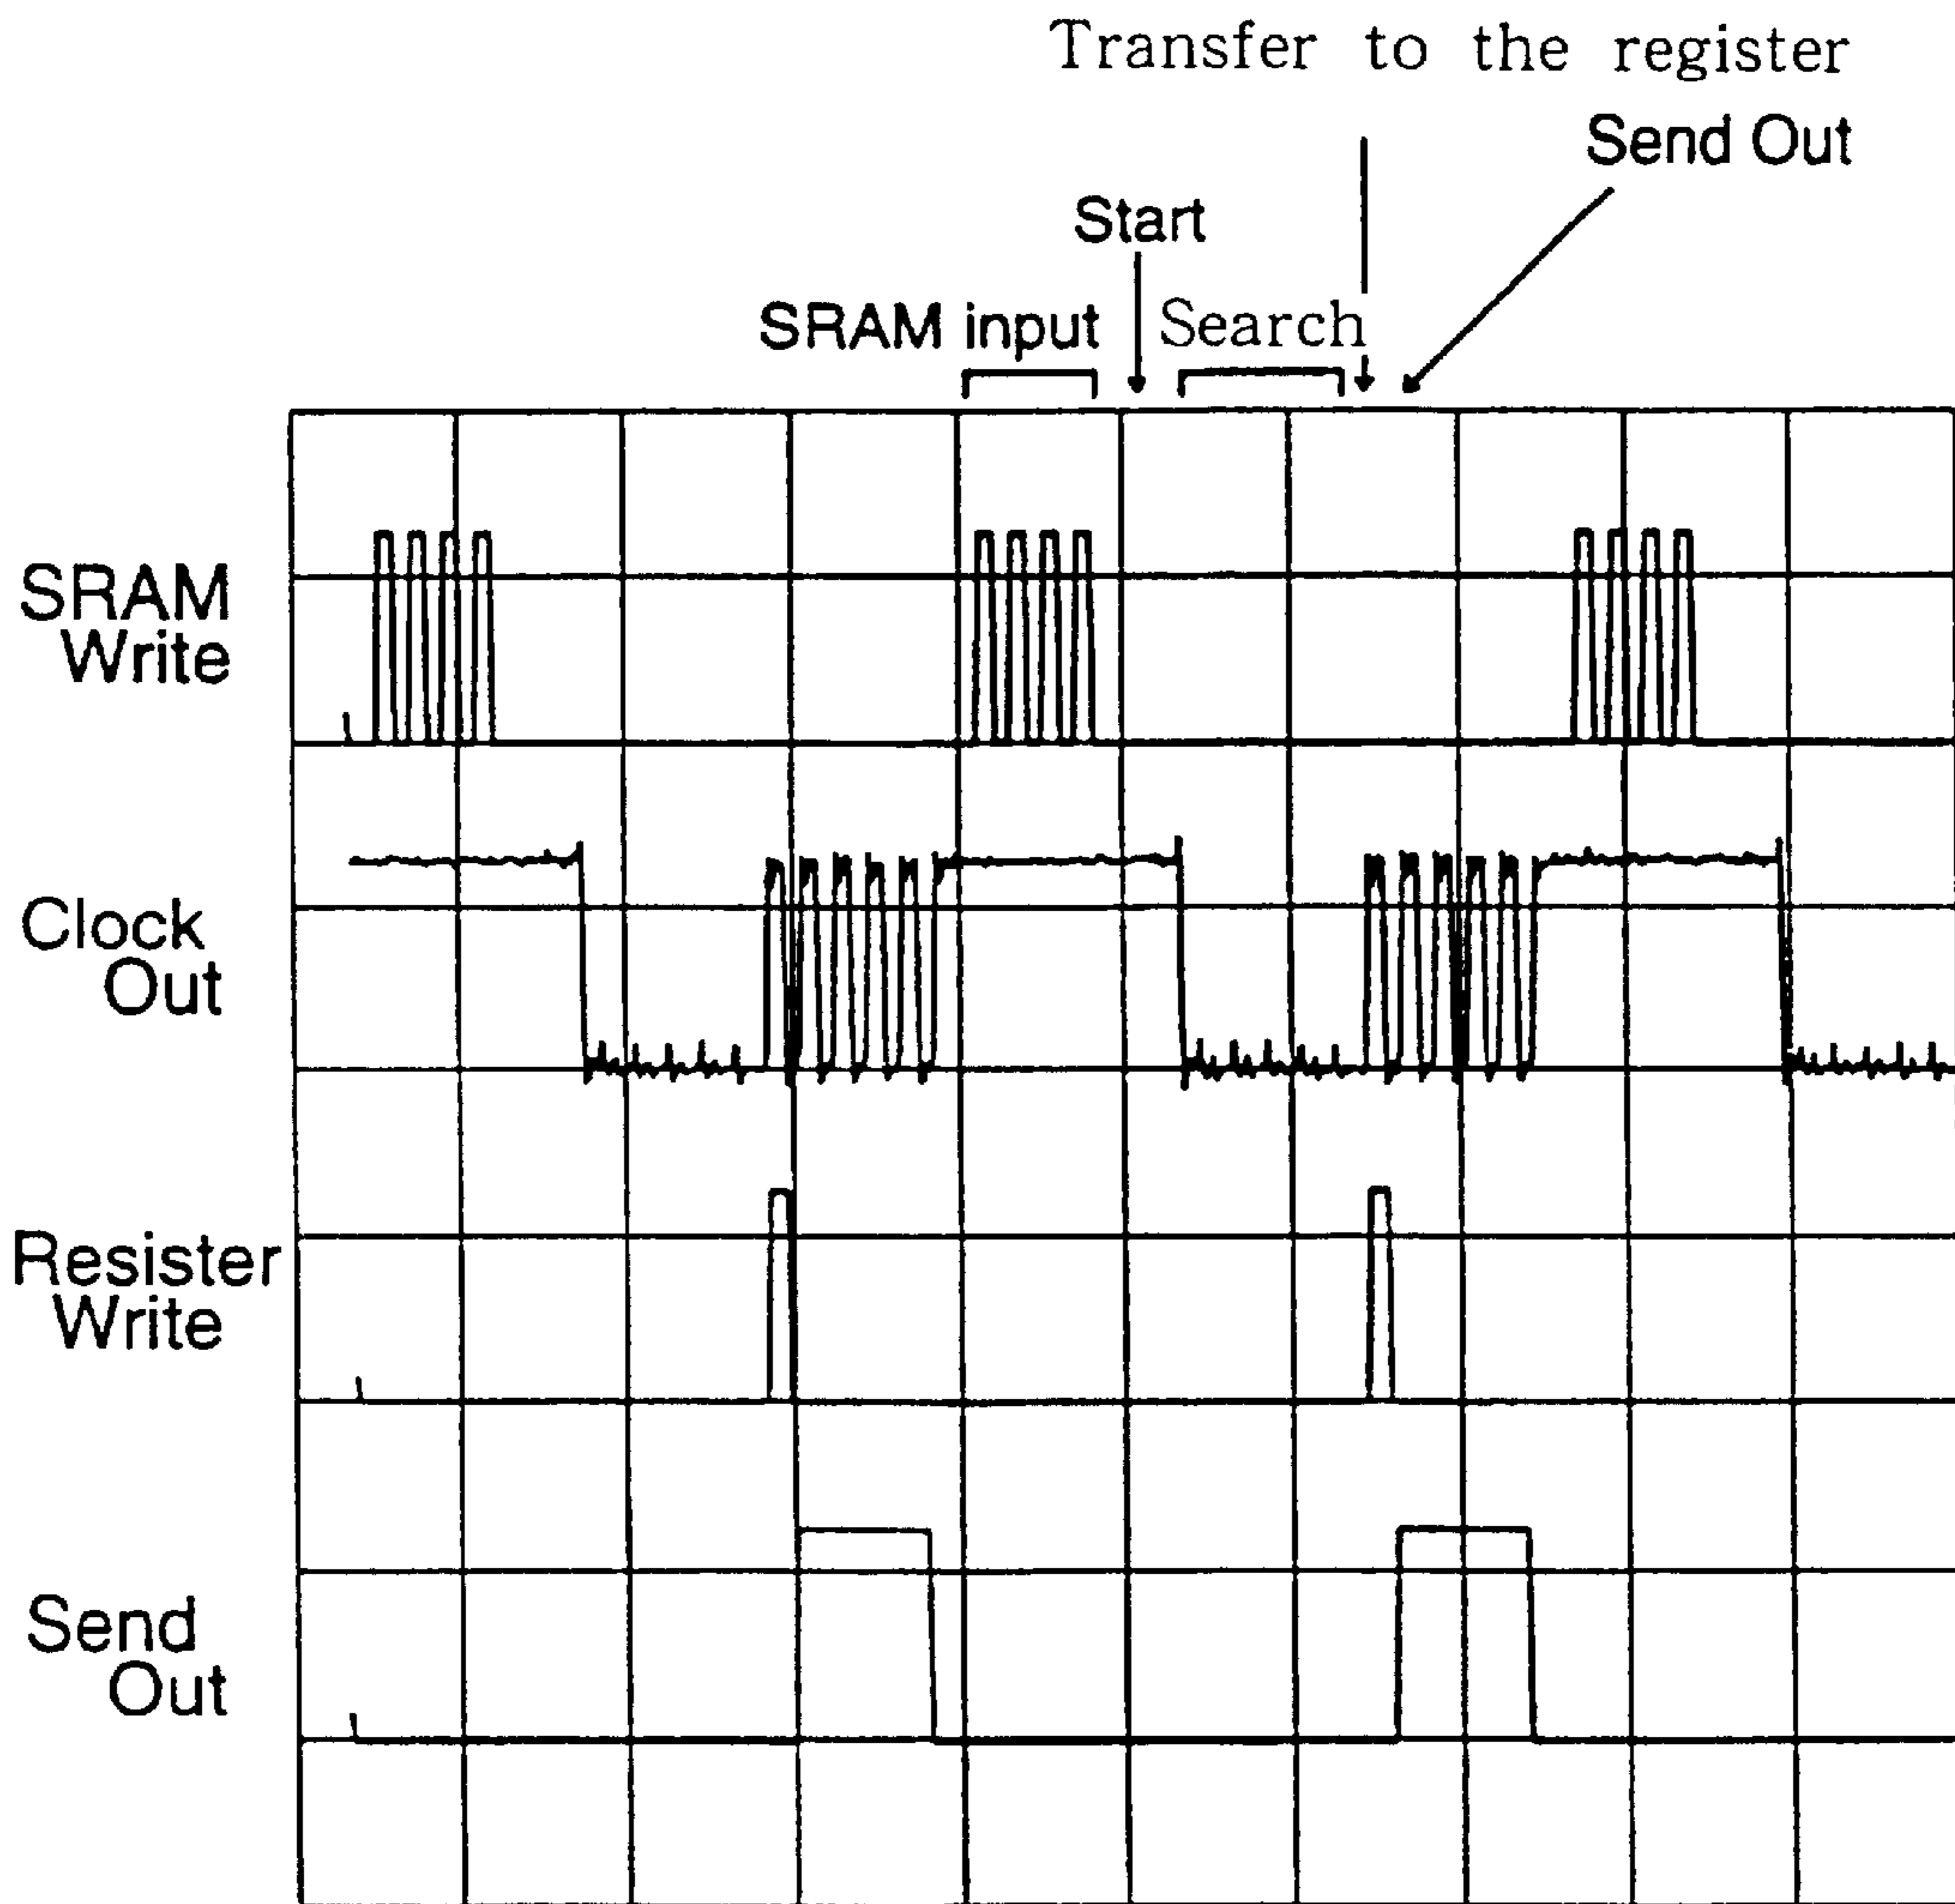 Transfer to the register
Send Out
Start
SRAM input
Search
SRAM
Write
Clock
Out
Resister
Write
Send
Out